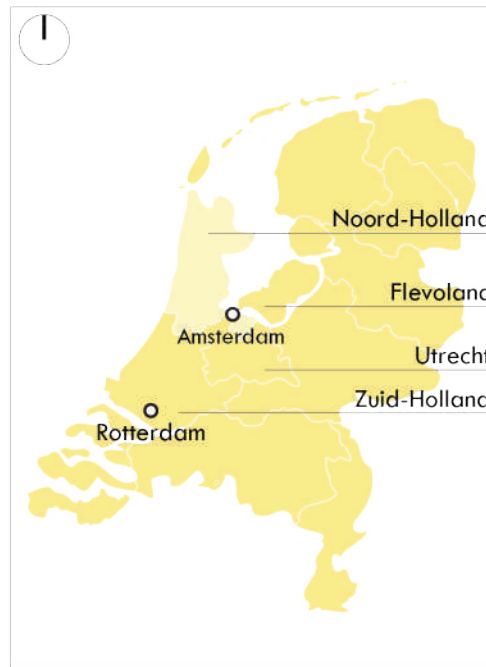 Noord-Holland
Flevoland
Amsterdam
Utrecht
Zuid-Holland
Rotterdam